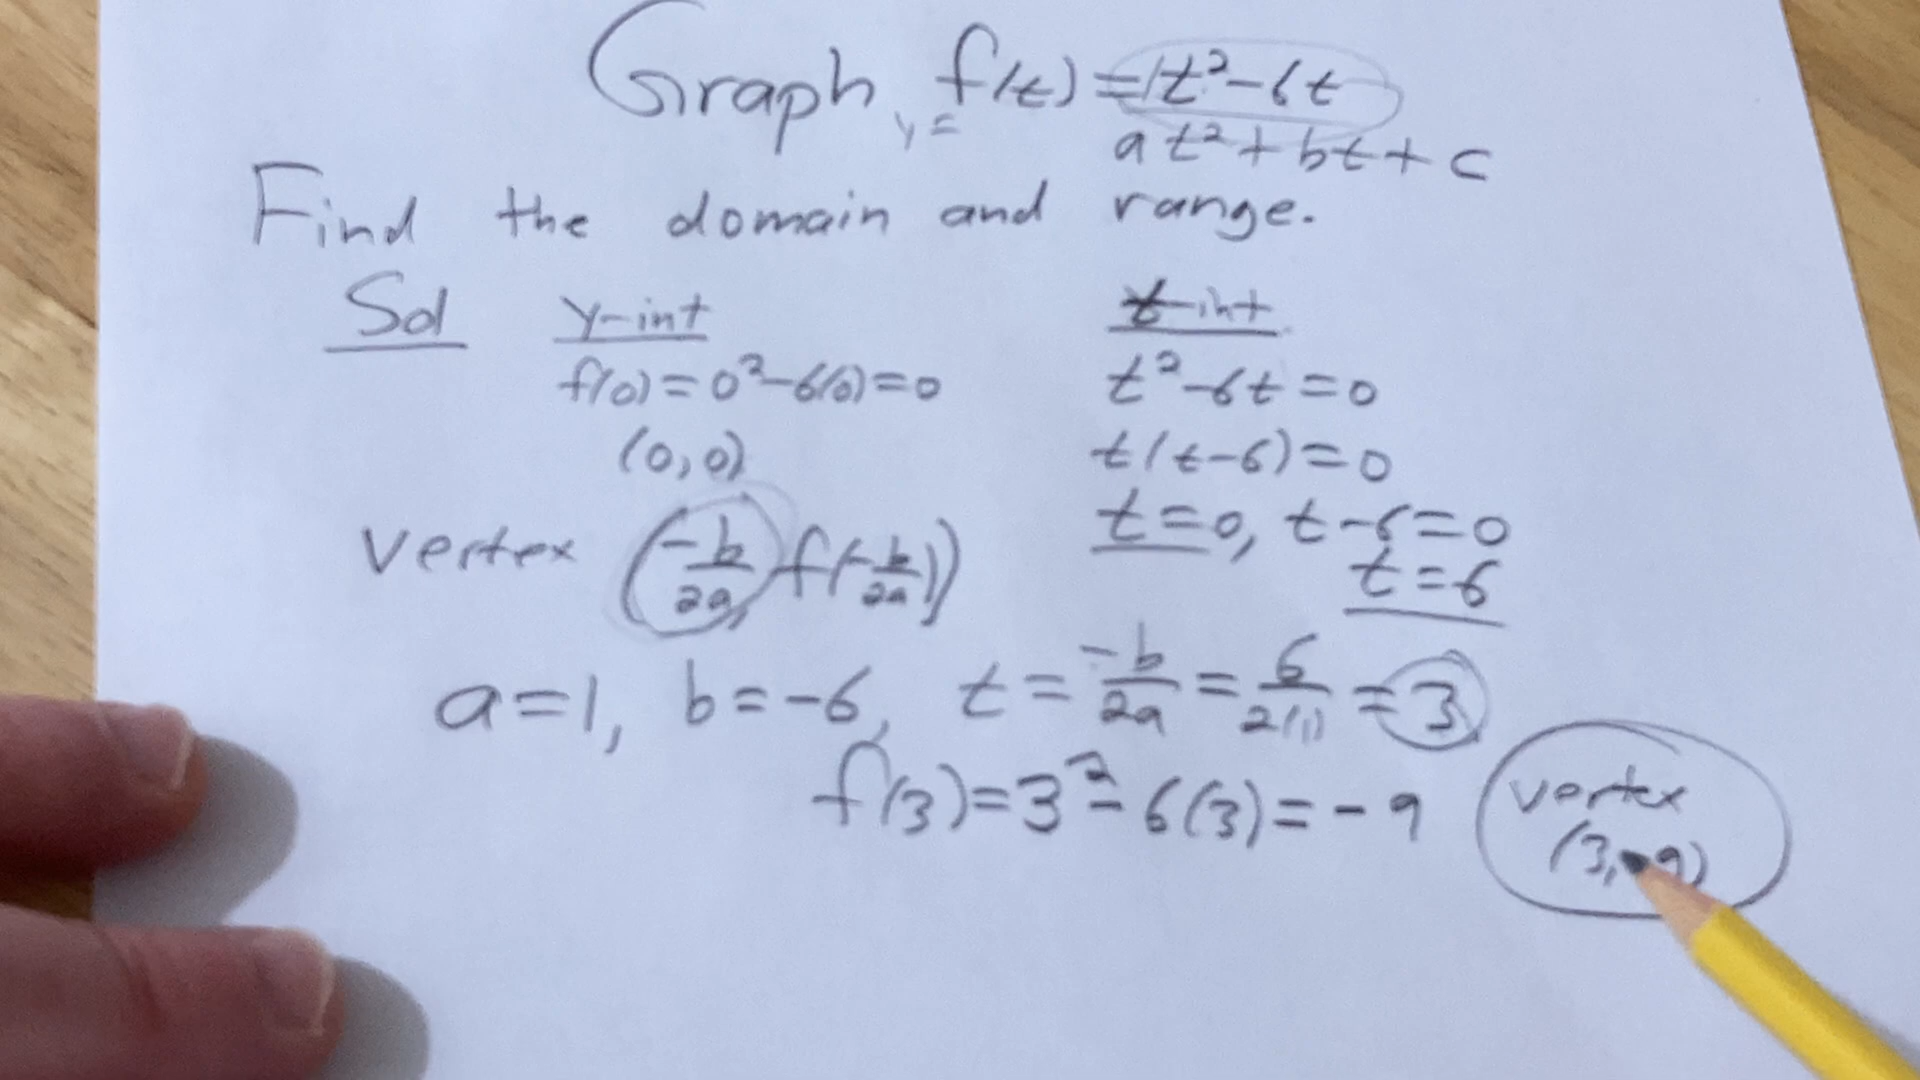 Graph f(t) = 1t² - 6t
y =
at² + bt + c
Find the domain and range.
Sol
y-int
f(0) = 0² - 6(0) = 0
(0,0)
t-int
t² - 6t = 0
t(t-6) = 0
t = 0, t-6 = 0
t = 6
Vertex (-b/2a, f(-b/2a))
a = 1, b = -6, t = -b/2a = 6/2(1) = 3
f(3) = 3² - 6(3) = -9
vertex
(3,-9)